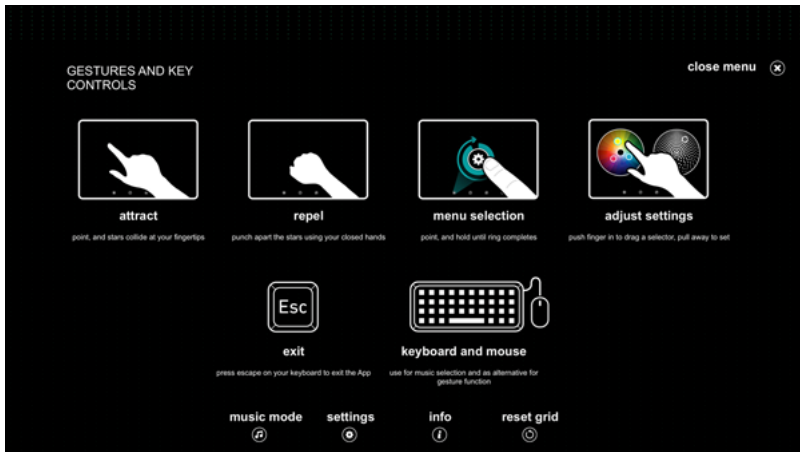 GESTURES AND KEY
CONTROLS
close menu
attract
point, and stars collide at your fingertips
repel
punch apart the stars using your closed hands
menu selection
point, and hold until ring completes
adjust settings
push finger in to drag a selector, pull away to set
Esc
exit
press escape on your keyboard to exit the App
keyboard and mouse
use for music selection and as alternative for
gesture function
music mode
settings
info
i
reset grid